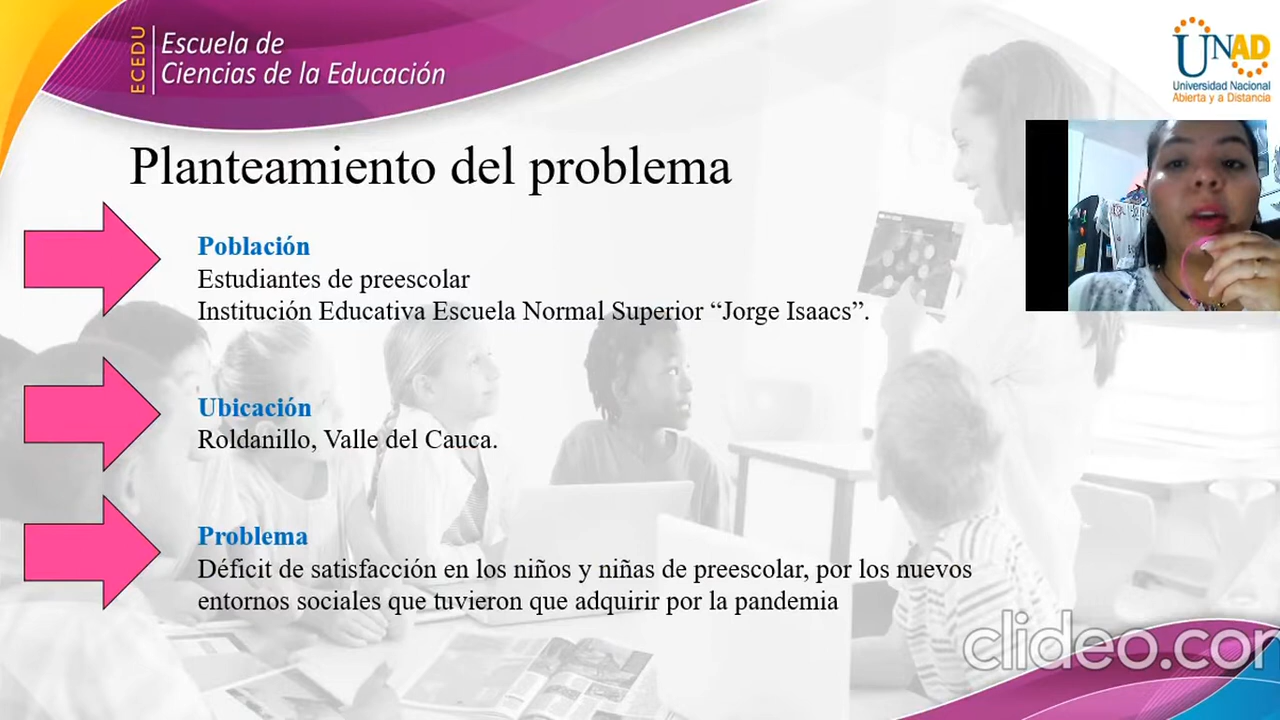 ECEDU
Escuela de
Ciencias de la Educación
UNAD
Universidad Nacional
Abierta y a Distancia
Planteamiento del problema
Población
Estudiantes de preescolar
Institución Educativa Escuela Normal Superior “Jorge Isaacs”.
Ubicación
Roldanillo, Valle del Cauca.
Problema
Déficit de satisfacción en los niños y niñas de preescolar, por los nuevos
entornos sociales que tuvieron que adquirir por la pandemia
clideo.com